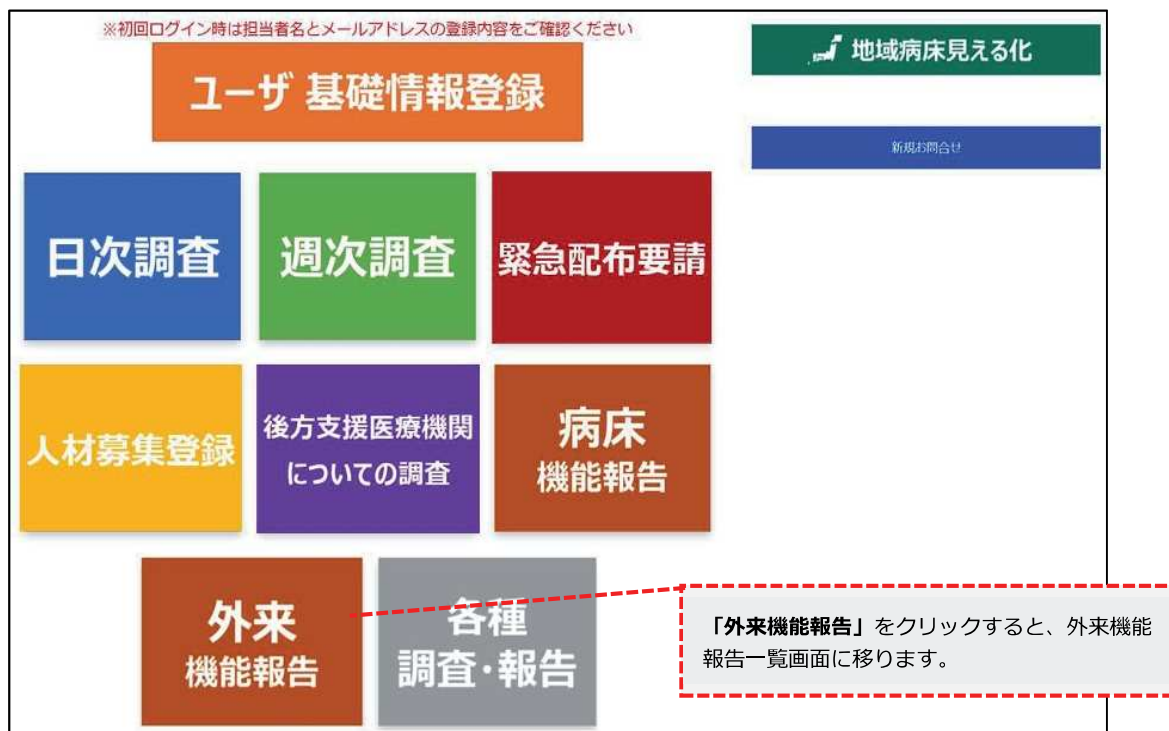 ※初回ログイン時は担当者名とメールアドレスの登録内容をご確認ください
ユーザ 基礎情報登録
地域病床見える化
新規お問合せ
日次調査
週次調査
緊急配布要請
人材募集登録
後方支援医療機関
についての調査
病床
機能報告
外来
機能報告
各種
調査・報告
「外来機能報告」をクリックすると、外来機能
報告一覧画面に移ります。